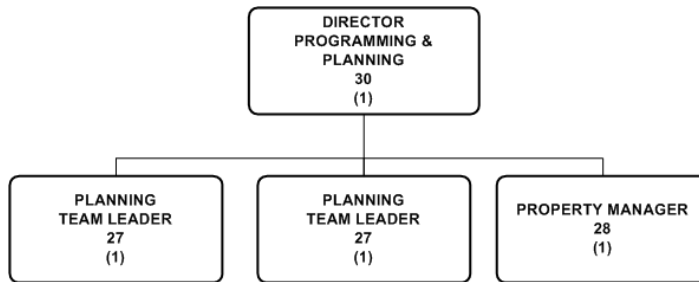 DIRECTOR
PROGRAMMING &
PLANNING
30
(1)
PLANNING
TEAM LEADER
27
(1)
PLANNING
TEAM LEADER
27
(1)
PROPERTY MANAGER
28
(1)